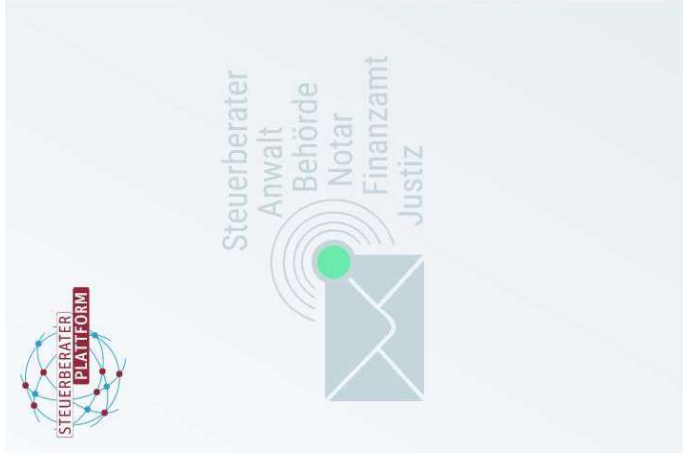 Steuerberater
Anwalt
Behörde
Notar
Finanzamt
Justiz
STEUERBERATER
PLATTFORM